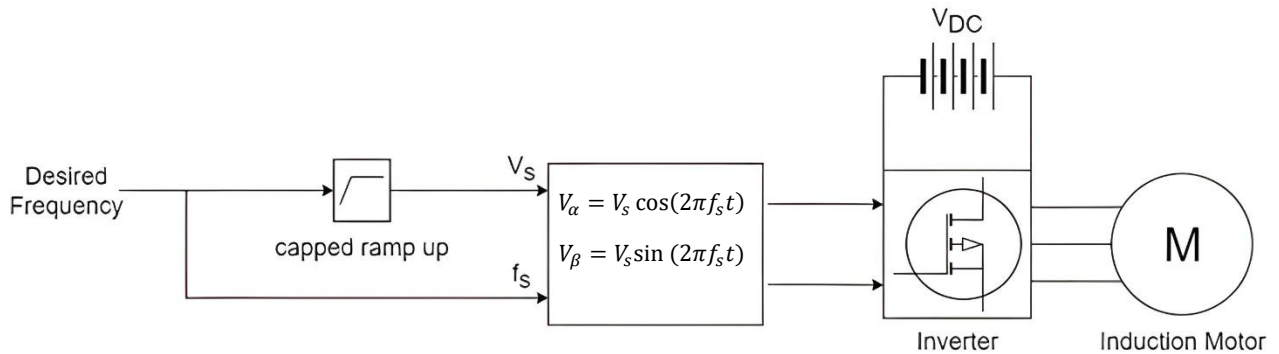 V_DC
Desired
Frequency
capped ramp up
V_s
f_s
V_α = V_s cos(2πf_s t)
V_β = V_s sin (2πf_s t)
M
Inverter
Induction Motor